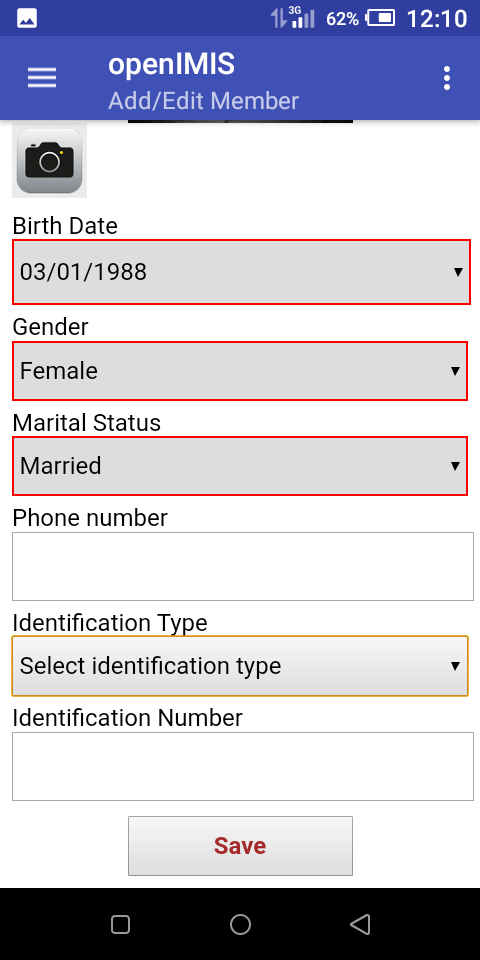 3G 62% 12:10
openIMIS
Add/Edit Member
Birth Date
03/01/1988
Gender
Female
Marital Status
Married
Phone number
Identification Type
Select identification type
Identification Number
Save